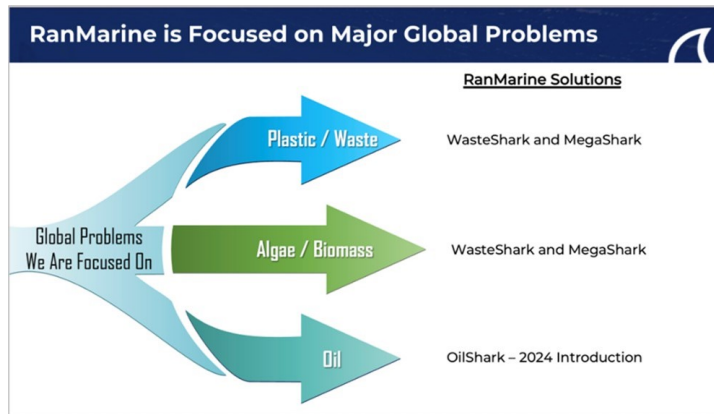 RanMarine is Focused on Major Global Problems
RanMarine Solutions
Plastic / Waste
WasteShark and MegaShark
Global Problems
We Are Focused On
Algae / Biomass
WasteShark and MegaShark
Oil
OilShark – 2024 Introduction